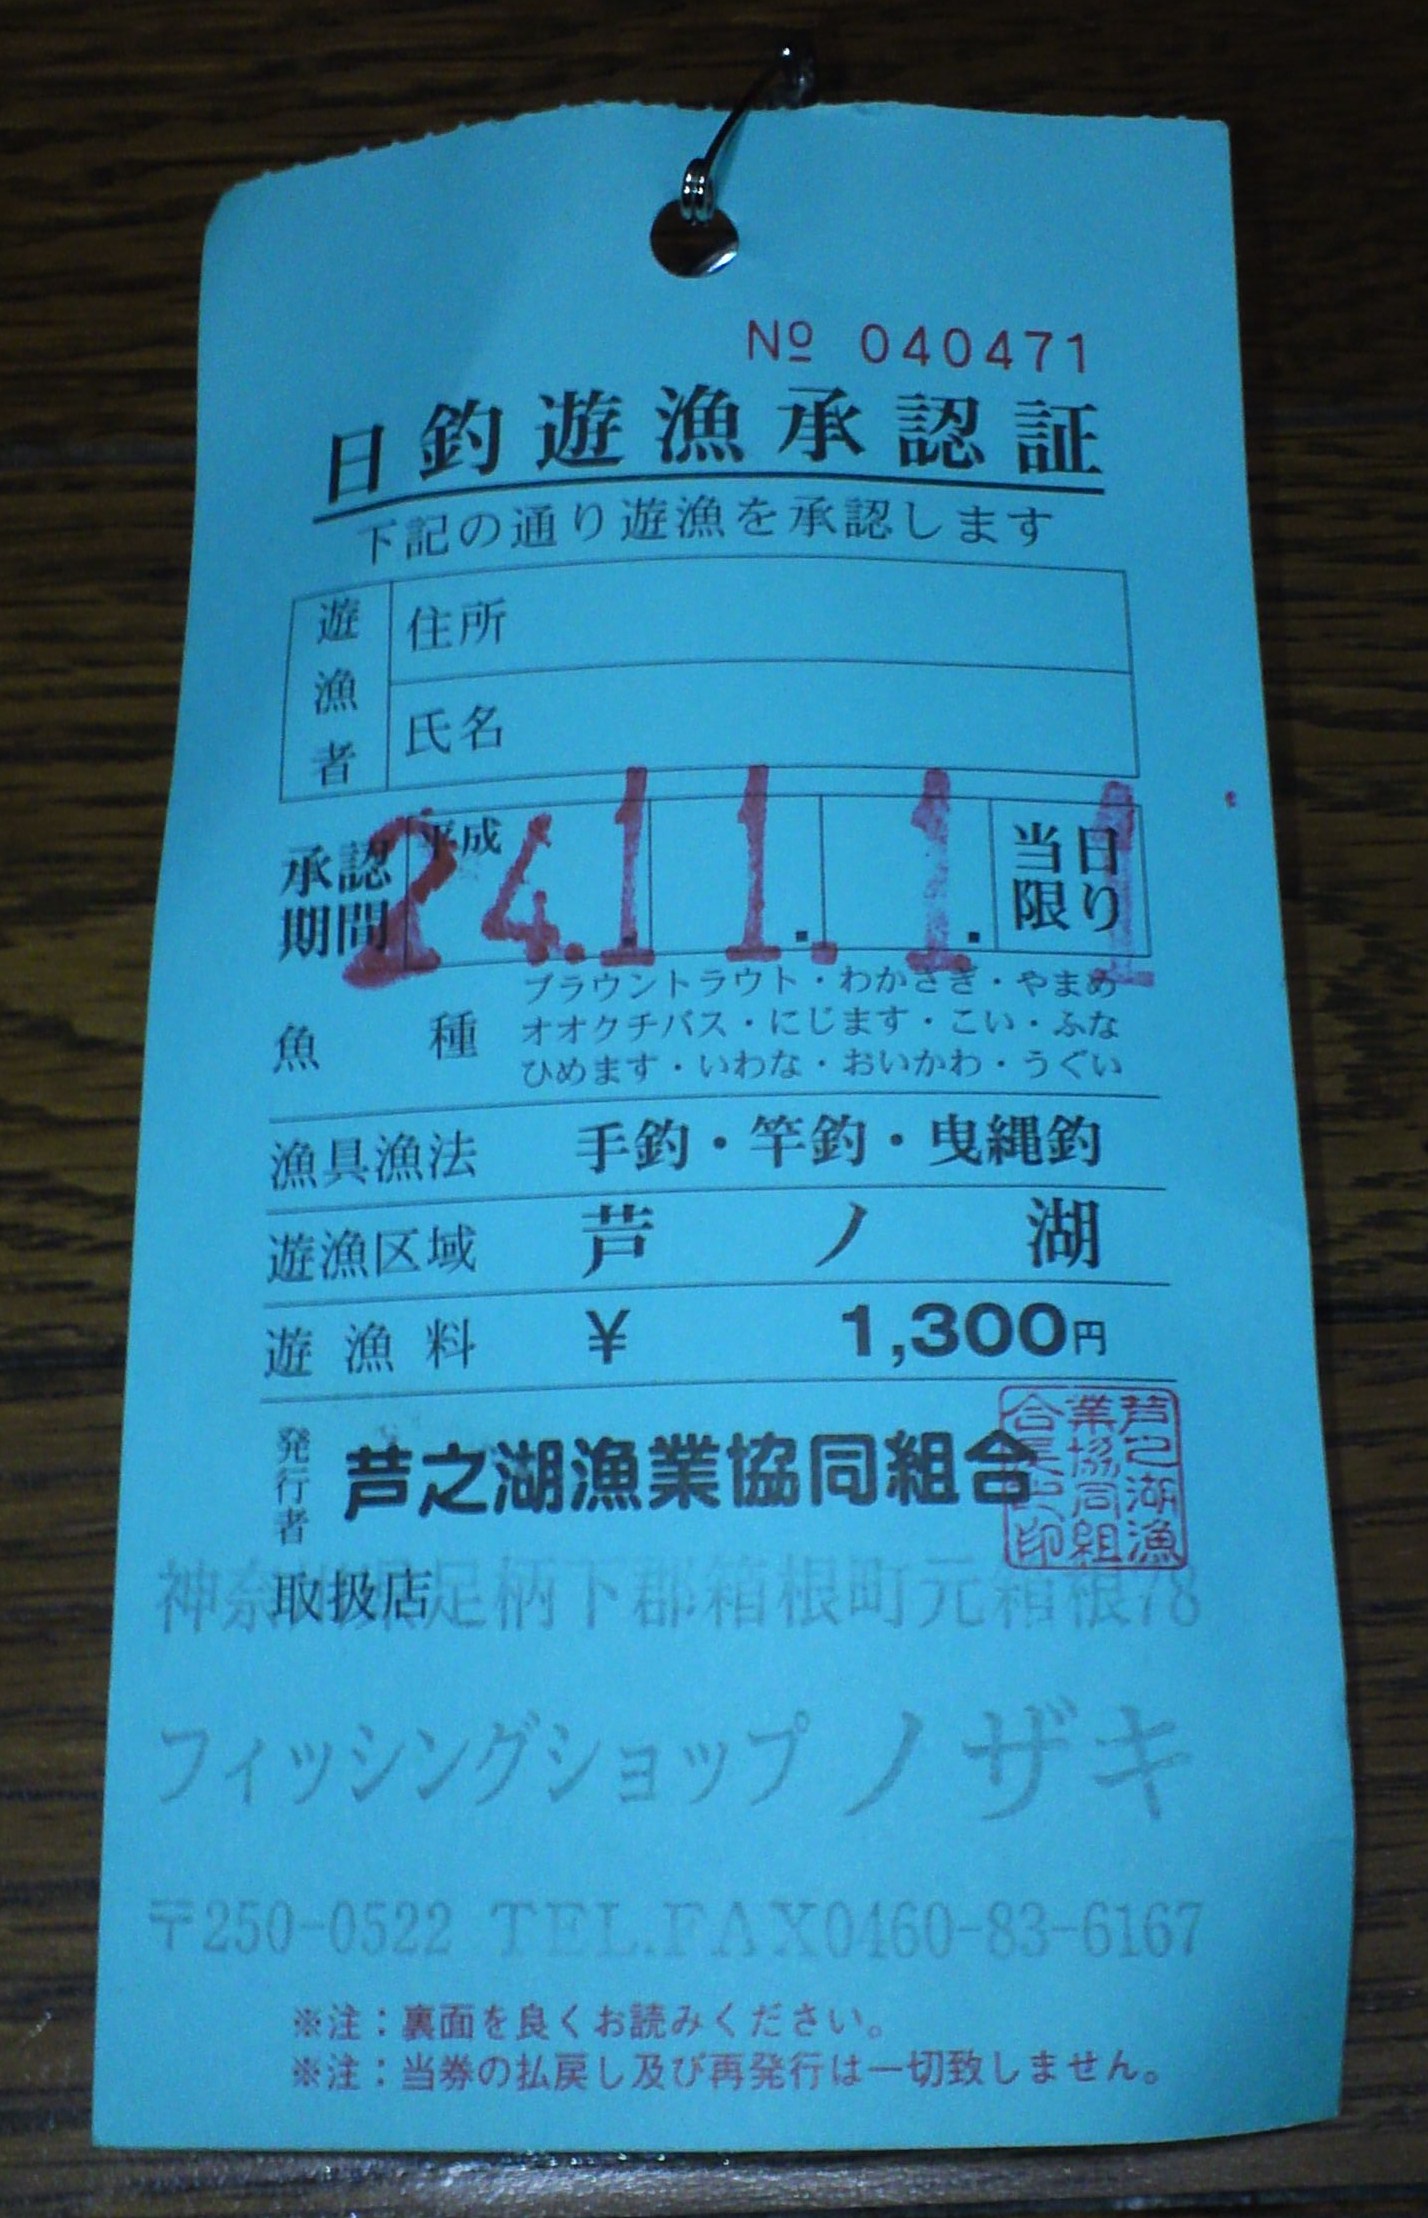 № 040471
日釣遊漁承認証
下記の通り遊漁を承認します
遊漁者
住所
氏名
承認期間
平成
24.11.11
当日限り
魚種
ブラウントラウト・わかさぎ・やまめ
オオクチバス・にじます・こい・ふな
ひめます・いわな・おいかわ・うぐい
漁具漁法 手釣・竿釣・曳縄釣
遊漁区域 芦ノ湖
遊漁料 ¥ 1,300円
発行者 芦之湖漁業協同組合
芦之湖漁業協同組合長之印
取扱店
神奈川県足柄下郡箱根町元箱根78
フィッシングショップ ノザキ
〒250-0522 TEL.FAX0460-83-6167
※注：裏面を良くお読みください。
※注：当券の払戻し及び再発行は一切致しません。